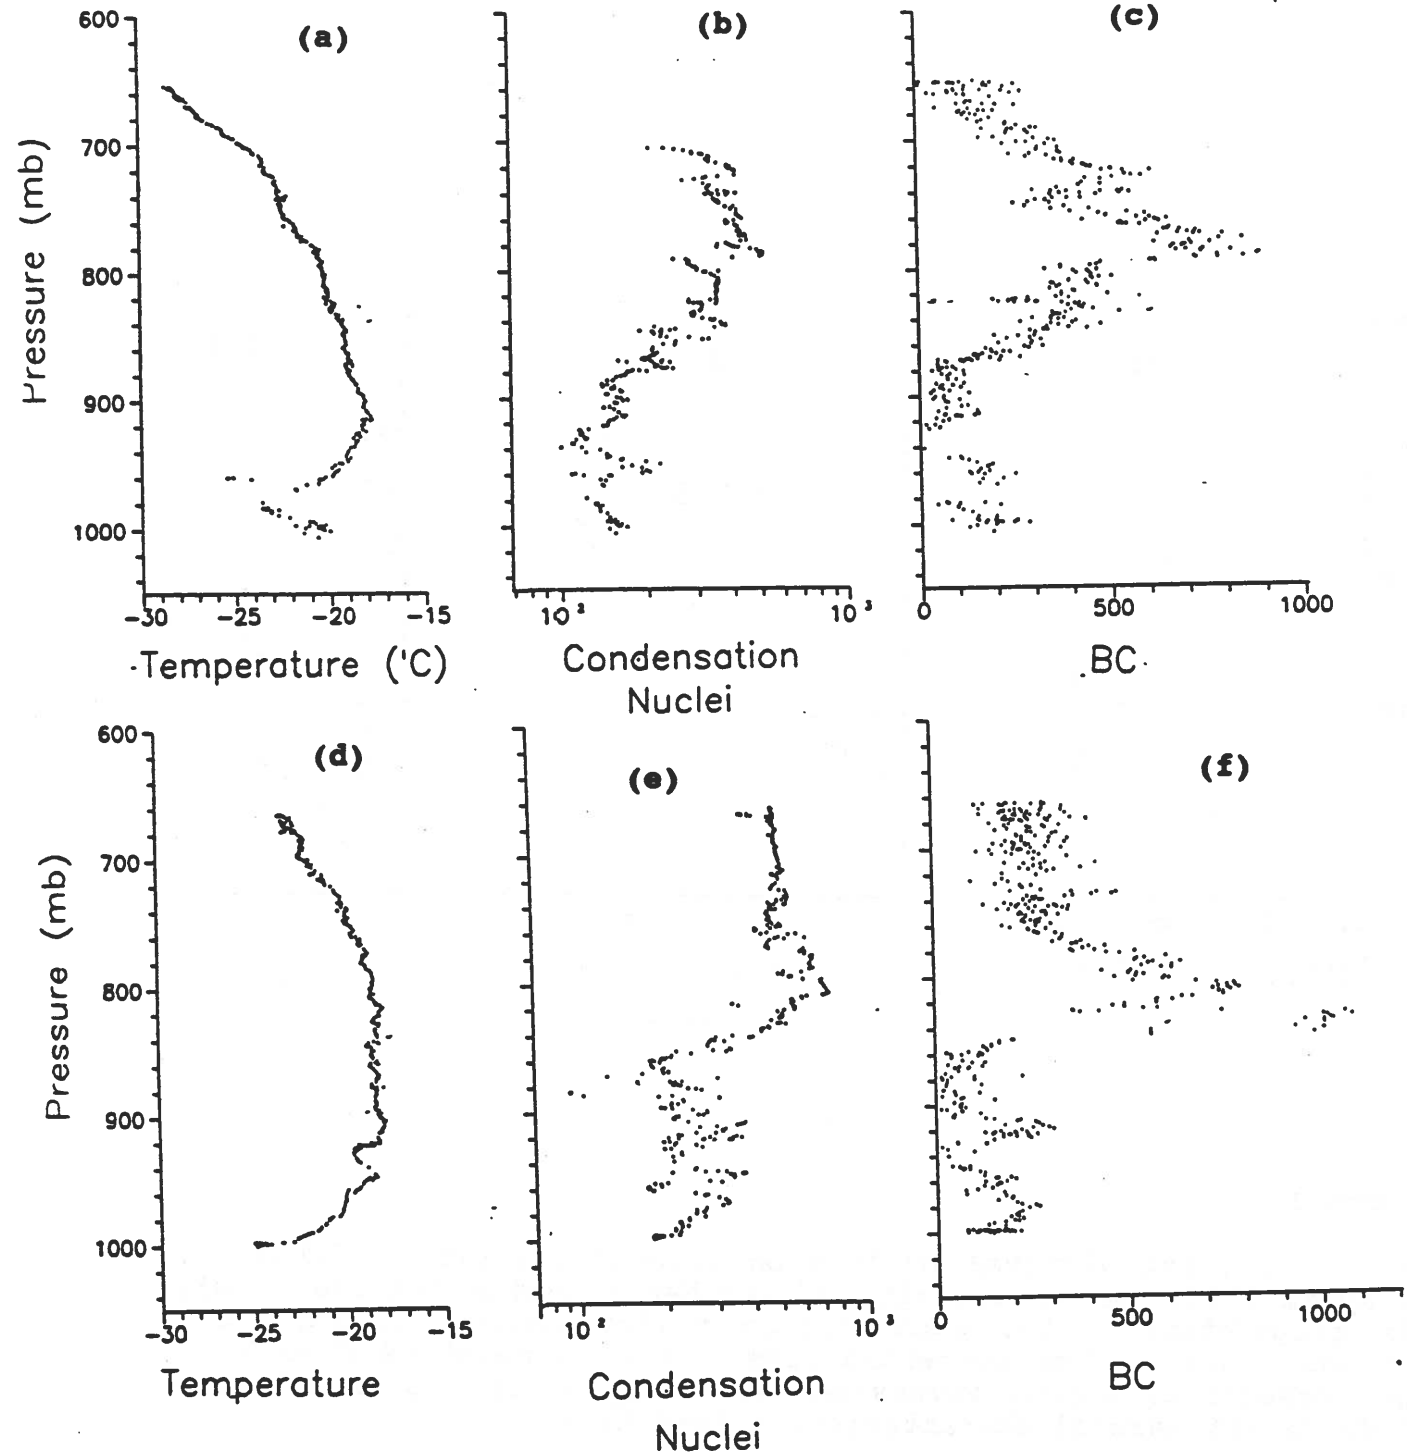 (a)
(b)
(c)
600
700
800
900
1000
Pressure (mb)
-30 -25 -20 -15
10² 10³
0 500 1000
Temperature ('C)
Condensation
Nuclei
BC
(d)
(e)
(f)
600
700
800
900
1000
Pressure (mb)
-30 -25 -20 -15
10² 10³
0 500 1000
Temperature
Condensation
Nuclei
BC